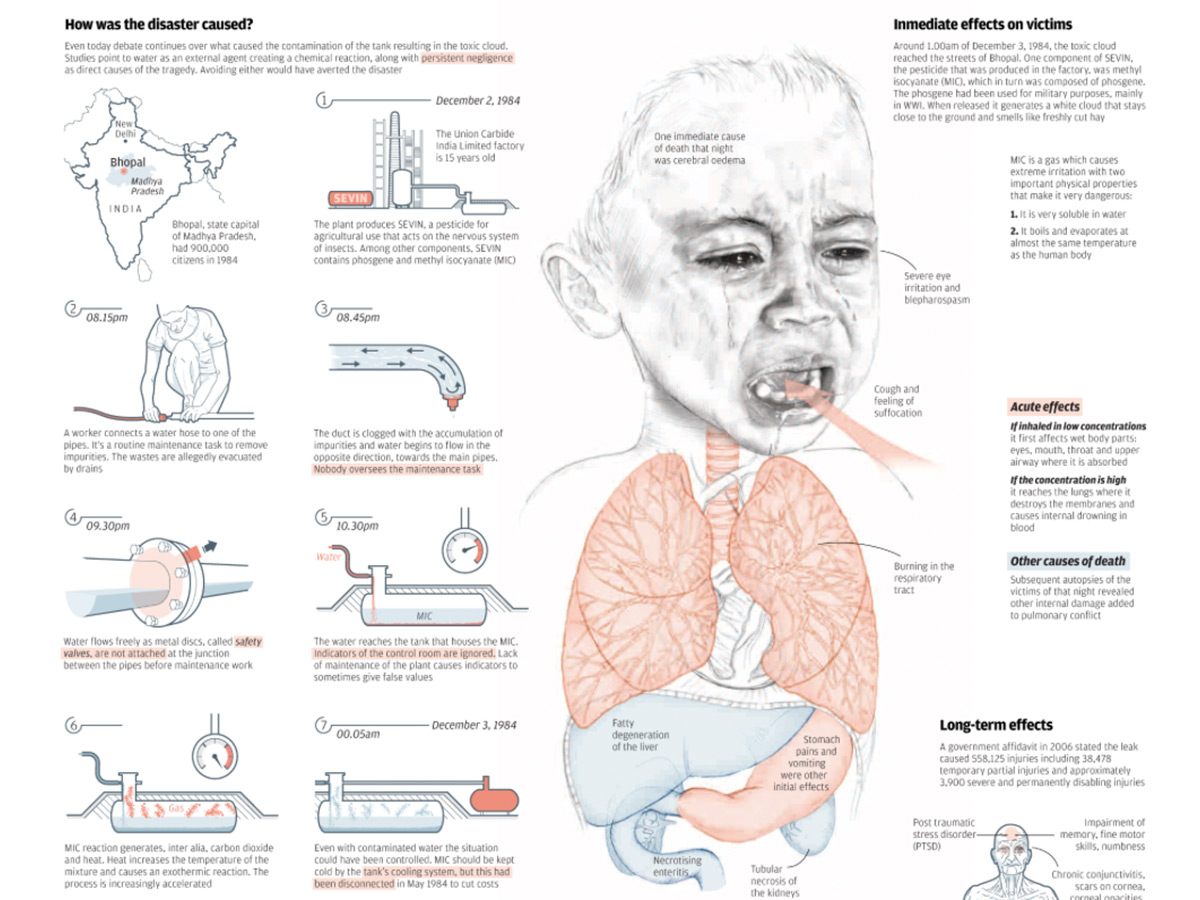 How was the disaster caused?
Even today debate continues over what caused the contamination of the tank resulting in the toxic cloud.
Studies point to water as an external agent creating a chemical reaction, along with persistent negligence
as direct causes of the tragedy. Avoiding either would have averted the disaster
New
Delhi
Bhopal
Madhya
Pradesh
INDIA
Bhopal, state capital
of Madhya Pradesh,
had 900,000
citizens in 1984
1
December 2, 1984
The Union Carbide
India Limited factory
is 15 years old
SEVIN
The plant produces SEVIN, a pesticide for
agricultural use that acts on the nervous system
of insects. Among other components, SEVIN
contains phosgene and methyl isocyanate (MIC)
2
08.15pm
A worker connects a water hose to one of the
pipes. It's a routine maintenance task to remove
impurities. The wastes are allegedly evacuated
by drains
3
08.45pm
The duct is clogged with the accumulation of
impurities and water begins to flow in the
opposite direction, towards the main pipes.
Nobody oversees the maintenance task
4
09.30pm
Water flows freely as metal discs, called safety
valves, are not attached at the junction
between the pipes before maintenance work
5
10.30pm
Water
MIC
The water reaches the tank that houses the MIC.
Indicators of the control room are ignored. Lack
of maintenance of the plant causes indicators to
sometimes give false values
6
Gas
MIC reaction generates, inter alia, carbon dioxide
and heat. Heat increases the temperature of the
mixture and causes an exothermic reaction. The
process is increasingly accelerated
7
December 3, 1984
00.05am
Even with contaminated water the situation
could have been controlled. MIC should be kept
cold by the tank's cooling system, but this had
been disconnected in May 1984 to cut costs
One immediate cause
of death that night
was cerebral oedema
Severe eye
irritation and
blepharospasm
Cough and
feeling of
suffocation
Burning in the
respiratory
tract
Fatty
degeneration
of the liver
Stomach
pains and
vomiting
were other
initial effects
Necrotising
enteritis
Tubular
necrosis of
the kidneys
Inmediate effects on victims
Around 1.00am of December 3, 1984, the toxic cloud
reached the streets of Bhopal. One component of SEVIN,
the pesticide that was produced in the factory, was methyl
isocyanate (MIC), which in turn was composed of phosgene.
The phosgene had been used for military purposes, mainly
in WWI. When released it generates a white cloud that stays
close to the ground and smells like freshly cut hay
MIC is a gas which causes
extreme irritation with two
important physical properties
that make it very dangerous:
1. It is very soluble in water
2. It boils and evaporates at
almost the same temperature
as the human body
Acute effects
If inhaled in low concentrations
it first affects wet body parts:
eyes, mouth, throat and upper
airway where it is absorbed
If the concentration is high
it reaches the lungs where it
destroys the membranes and
causes internal drowning in
blood
Other causes of death
Subsequent autopsies of the
victims of that night revealed
other internal damage added
to pulmonary conflict
Long-term effects
A government affidavit in 2006 stated the leak
caused 558,125 injuries including 38,478
temporary partial injuries and approximately
3,900 severe and permanently disabling injuries
Post traumatic
stress disorder
(PTSD)
Impairment of
memory, fine motor
skills, numbness
Chronic conjunctivitis,
scars on cornea,
corneal opacities,